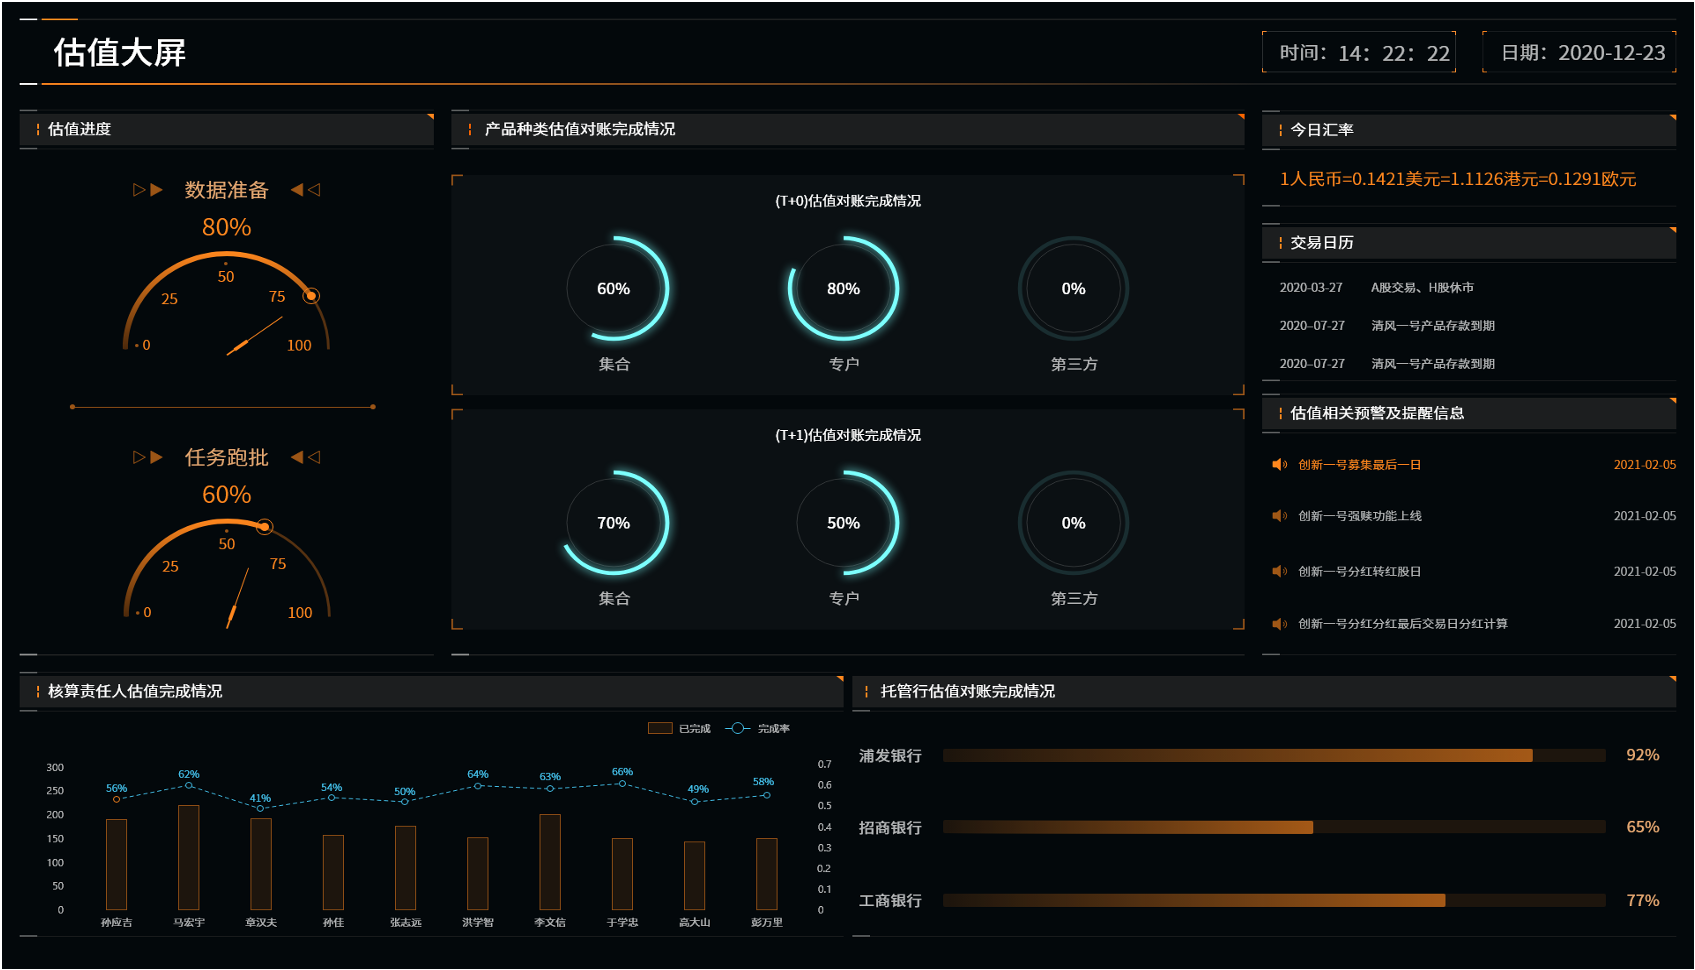 估值大屏
时间：14：22：22
日期：2020-12-23
估值进度
数据准备
80%
50
25
75
0
100
任务跑批
60%
50
25
75
0
100
产品种类估值对账完成情况
(T+0)估值对账完成情况
60%
80%
0%
集合
专户
第三方
(T+1)估值对账完成情况
70%
50%
0%
集合
专户
第三方
今日汇率
1人民币=0.1421美元=1.1126港元=0.1291欧元
交易日历
2020-03-27 A股交易、H股休市
2020-07-27 清风一号产品存款到期
2020-07-27 清风一号产品存款到期
估值相关预警及提醒信息
创新一号募集最后一日 2021-02-05
创新一号强赎功能上线 2021-02-05
创新一号分红转红股日 2021-02-05
创新一号分红分红最后交易日分红计算 2021-02-05
核算责任人估值完成情况
已完成 完成率
300
250
200
150
100
50
0
56% 62% 41% 54% 50% 64% 63% 66% 49% 58%
0.7
0.6
0.5
0.4
0.3
0.2
0.1
0
孙应吉 马宏宇 章汉夫 孙佳 张志远 洪学智 李文信 于学忠 高大山 彭万里
托管行估值对账完成情况
浦发银行 92%
招商银行 65%
工商银行 77%